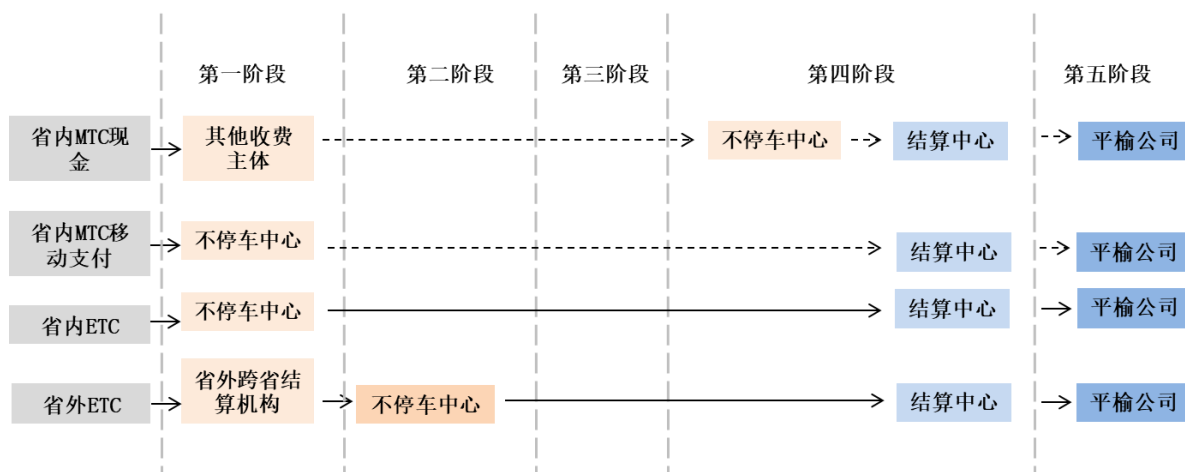 第一阶段
第二阶段
第三阶段
第四阶段
第五阶段
省内MTC现
金
其他收费
主体
不停车中心
结算中心
平榆公司
省内MTC移
动支付
不停车中心
结算中心
平榆公司
省内ETC
不停车中心
结算中心
平榆公司
省外ETC
省外跨省结
算机构
不停车中心
结算中心
平榆公司